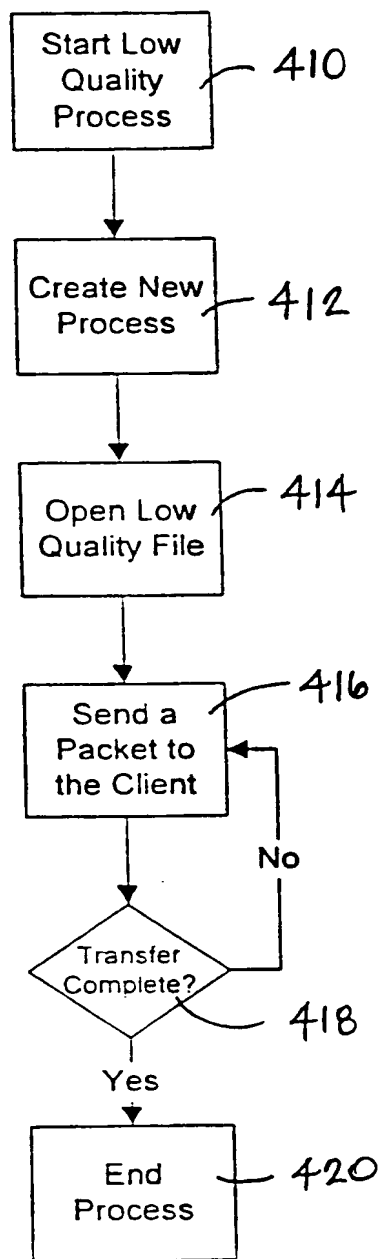 Start Low
Quality
Process
410
Create New
Process
412
Open Low
Quality File
414
Send a
Packet to
the Client
416
No
Transfer
Complete?
418
Yes
End
Process
420